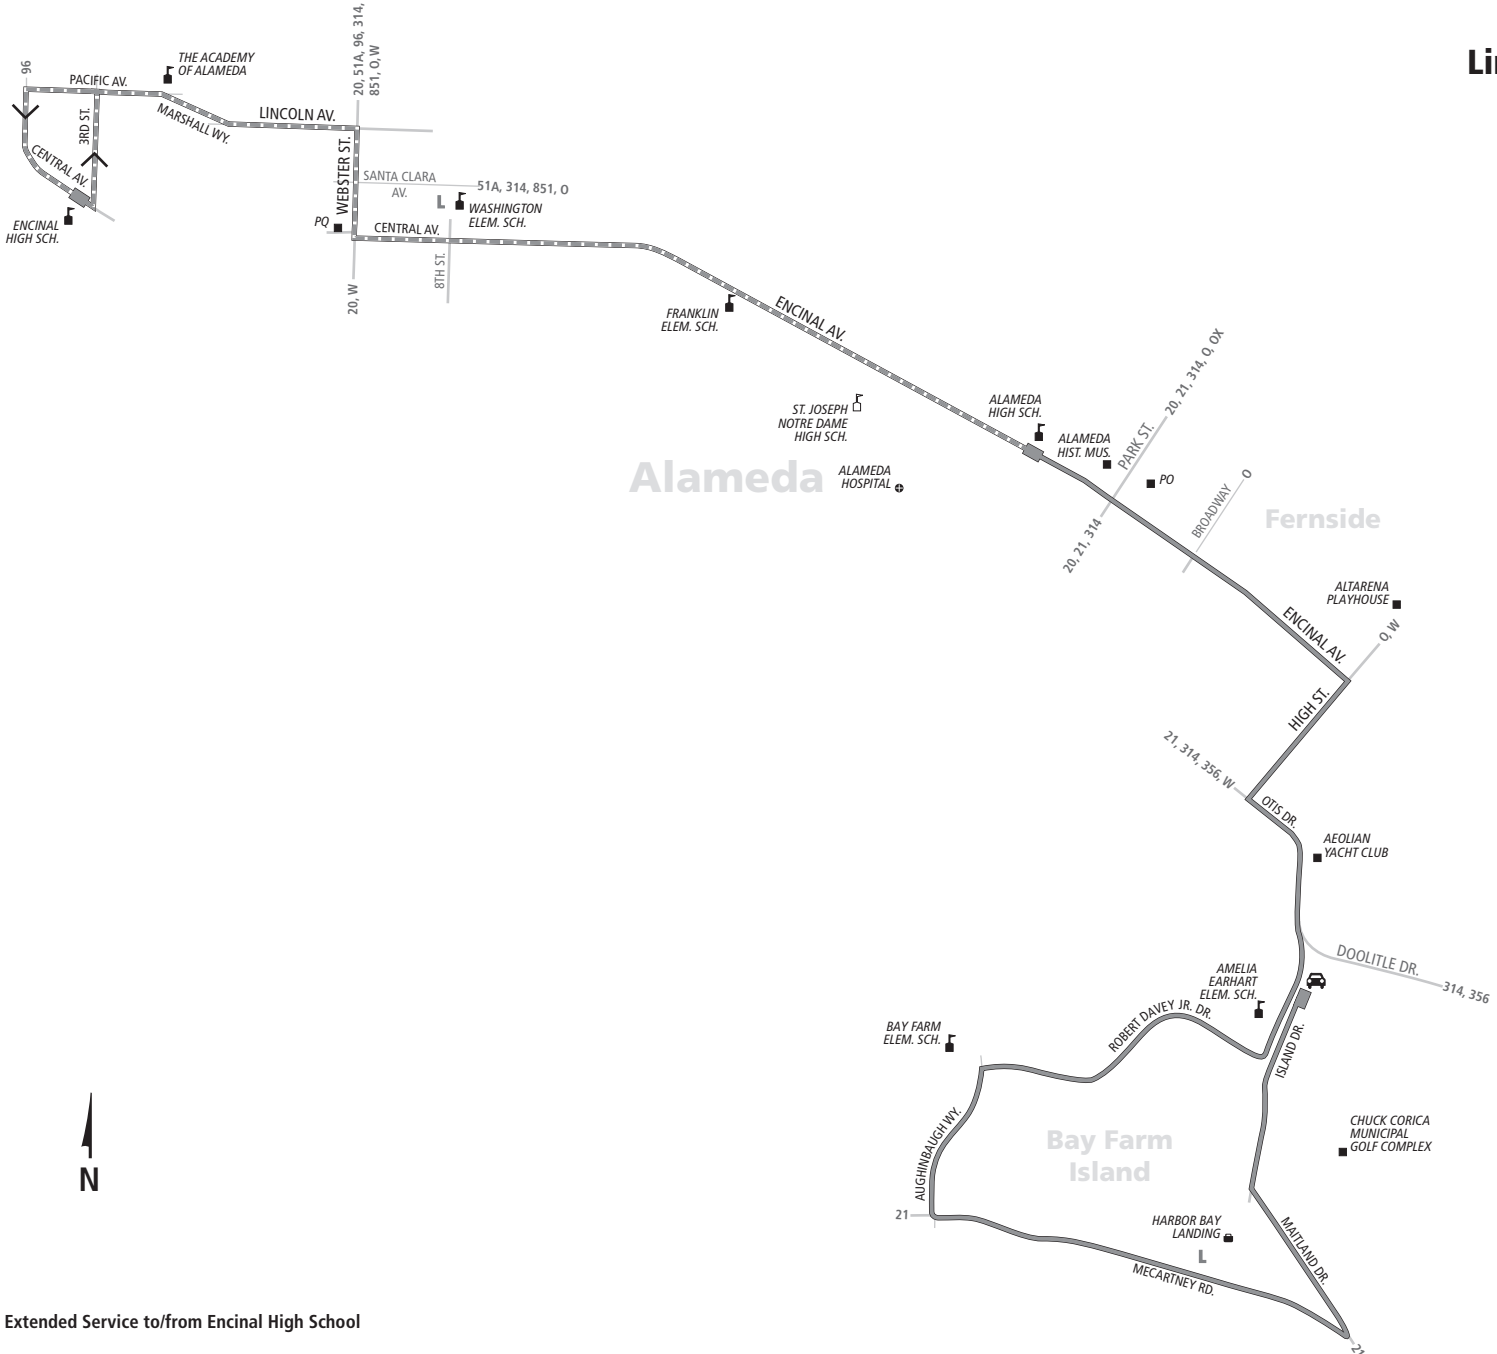 Li
96
PACIFIC AV.
THE ACADEMY
OF ALAMEDA
20, 51A, 96, 314,
851, O, W
3RD ST.
MARSHALL WY.
LINCOLN AV.
CENTRAL AV.
WEBSTER ST.
SANTA CLARA
AV.
51A, 314, 851, O
L
WASHINGTON
ELEM. SCH.
ENCINAL
HIGH SCH.
PQ
CENTRAL AV.
8TH ST.
20, W
FRANKLIN
ELEM. SCH.
ENCINAL AV.
ST. JOSEPH
NOTRE DAME
HIGH SCH.
ALAMEDA
HIGH SCH.
ALAMEDA
HIST. MUS.
PARK ST.
20, 21, 314, O, OX
Alameda
ALAMEDA
HOSPITAL
PO
BROADWAY
O
20, 21, 314
Fernside
ALTARENA
PLAYHOUSE
ENCINAL AV.
O, W
HIGH ST.
21, 314, 356, W
OTIS DR.
AEOLIAN
YACHT CLUB
DOOLITLE DR.
314, 356
AMELIA
EARHART
ELEM. SCH.
ROBERT DAVEY JR. DR.
BAY FARM
ELEM. SCH.
ISLAND DR.
AUGHINBAUGH WY.
Bay Farm
Island
CHUCK CORICA
MUNICIPAL
GOLF COMPLEX
N
21
HARBOR BAY
LANDING
L
MAITLAND DR.
MECARTNEY RD.
21
Extended Service to/from Encinal High School